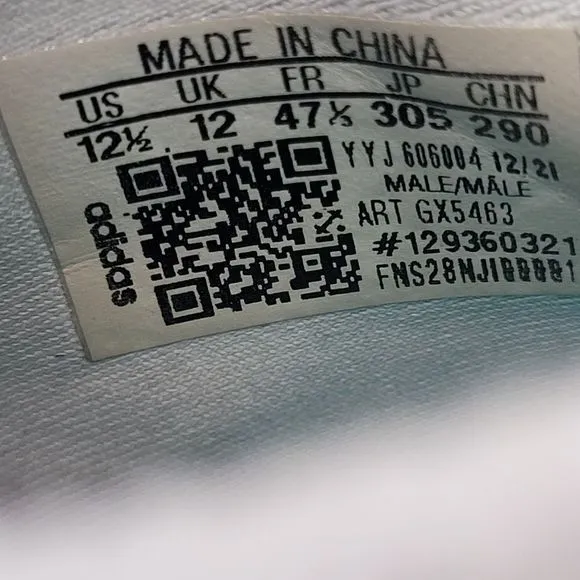 MADE IN CHINA
US UK FR JP CHN
12½ 12 47⅓ 305 290
YYJ 606004 12/21
MALE/MÂLE
ART GX5463
#129360321
adidas